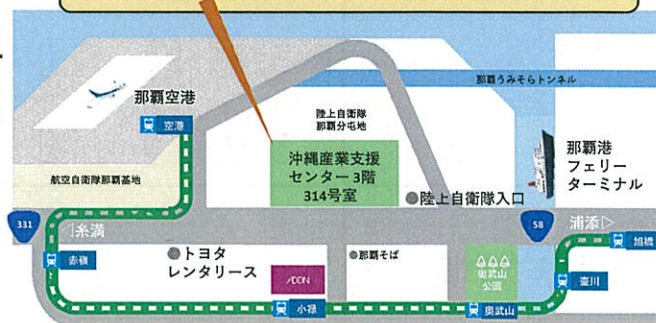 那覇うみそらトンネル
那覇空港
空港
陸上自衛隊
那覇分屯地
那覇港
フェリー
ターミナル
沖縄産業支援
センター 3階
314号室
航空自衛隊那覇基地
●陸上自衛隊入口
331
◁糸満
58
浦添▷
旭橋
赤嶺
●トヨタ
レンタリース
●那覇そば
奥武山
公園
壷川
小禄
奥武山